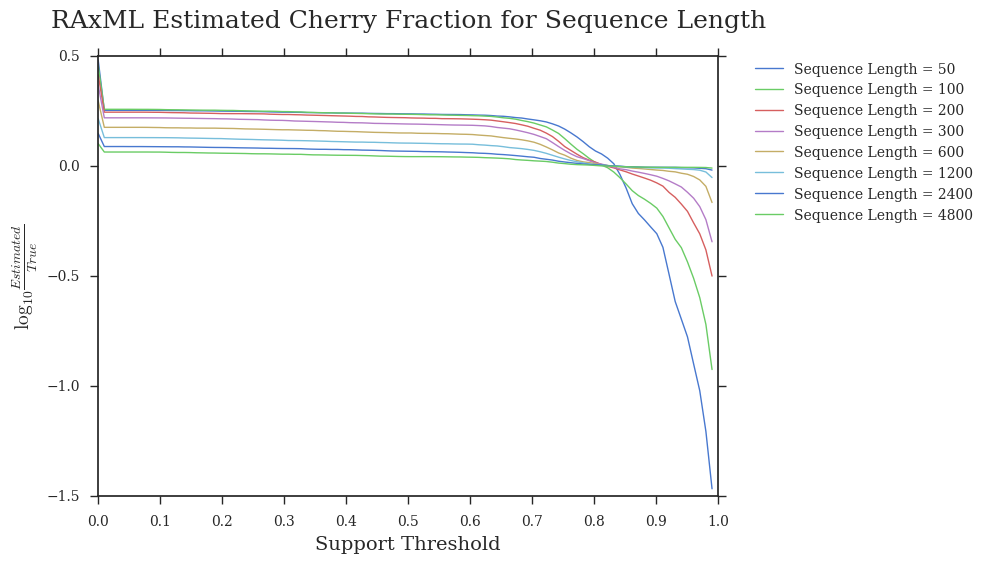 RAxML Estimated Cherry Fraction for Sequence Length
0.5
0.0
−0.5
−1.0
−1.5
log10 Estimated/True
0.0 0.1 0.2 0.3 0.4 0.5 0.6 0.7 0.8 0.9 1.0
Support Threshold
Sequence Length = 50
Sequence Length = 100
Sequence Length = 200
Sequence Length = 300
Sequence Length = 600
Sequence Length = 1200
Sequence Length = 2400
Sequence Length = 4800